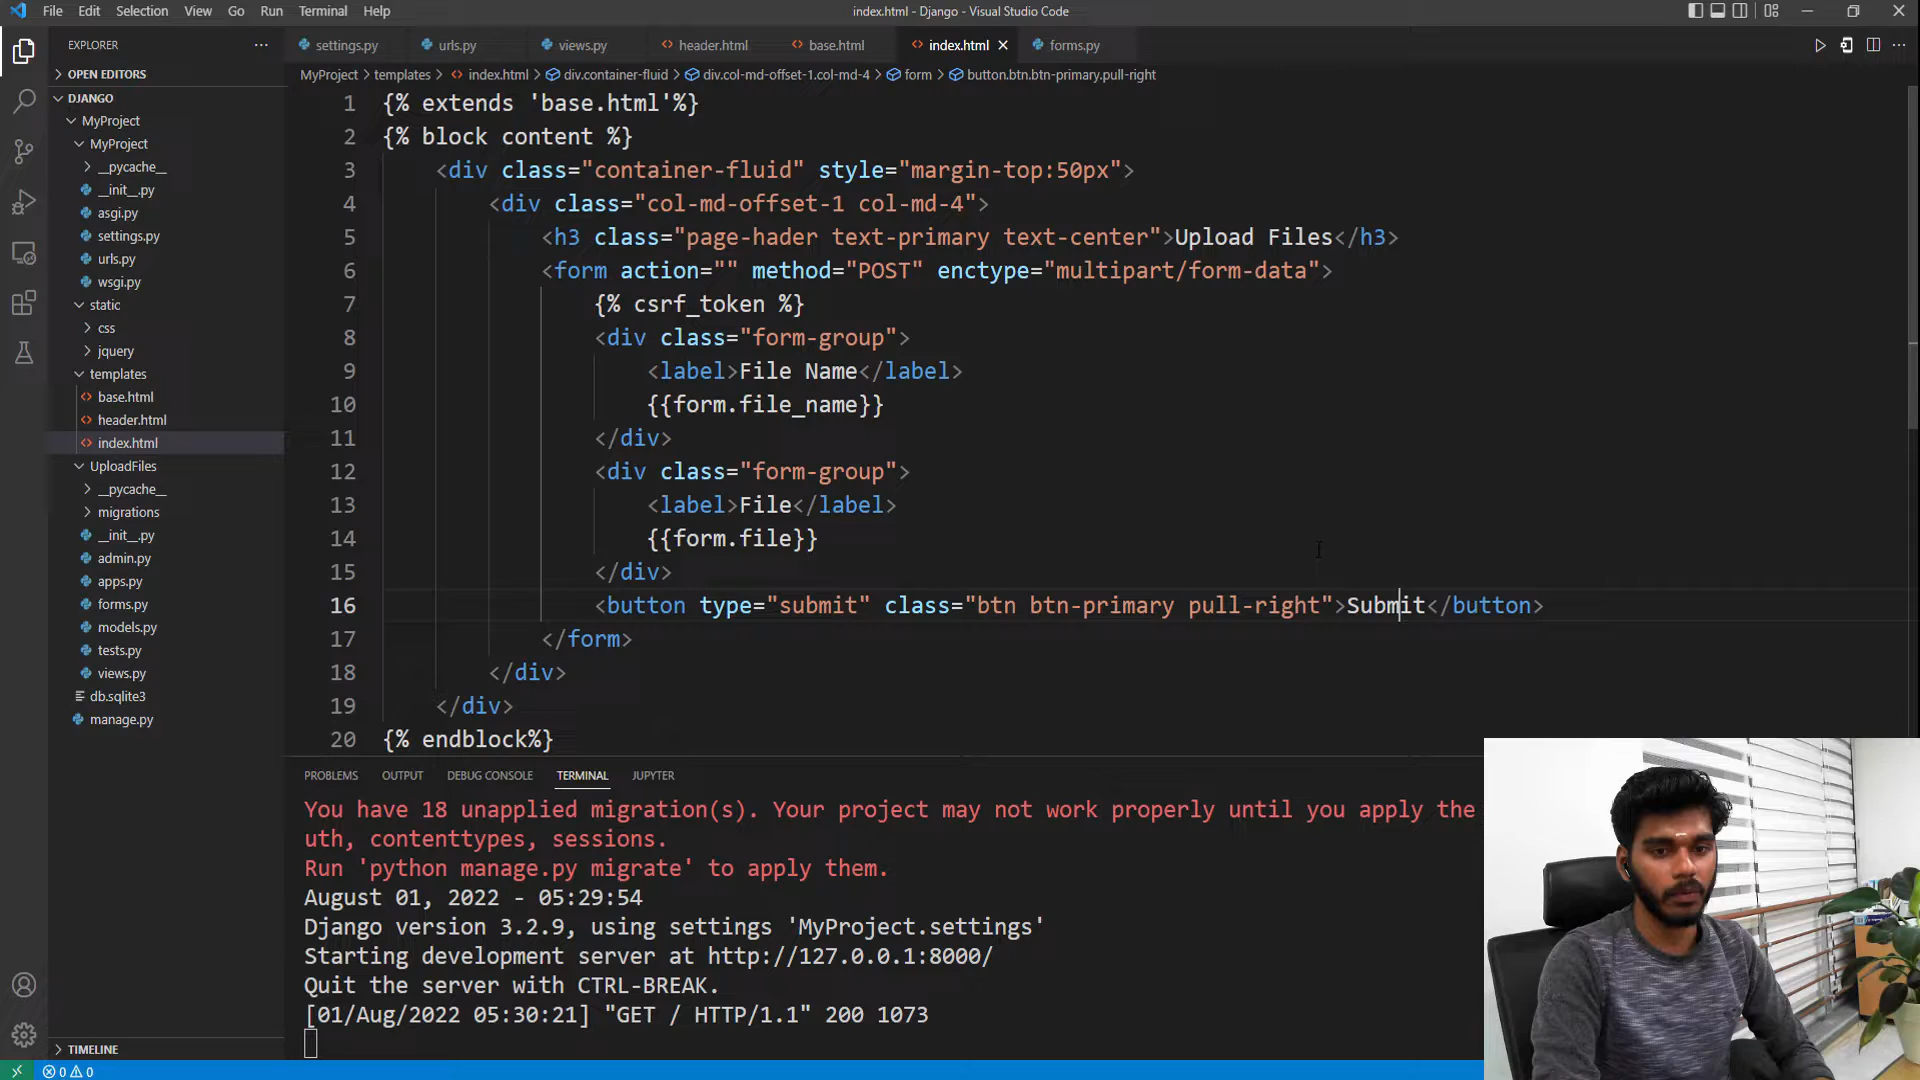 File Edit Selection View Go Run Terminal Help
index.html - Django - Visual Studio Code
EXPLORER
OPEN EDITORS
DJANGO
MyProject
MyProject
__pycache__
__init__.py
asgi.py
settings.py
urls.py
wsgi.py
static
css
jquery
templates
base.html
header.html
index.html
UploadFiles
__pycache__
migrations
__init__.py
admin.py
apps.py
forms.py
models.py
tests.py
views.py
db.sqlite3
manage.py
TIMELINE
settings.py urls.py views.py header.html base.html index.html forms.py
MyProject > templates > index.html > div.container-fluid > div.col-md-offset-1.col-md-4 > form > button.btn.btn-primary.pull-right
1 {% extends 'base.html'%}
2 {% block content %}
3 <div class="container-fluid" style="margin-top:50px">
4 <div class="col-md-offset-1 col-md-4">
5 <h3 class="page-hader text-primary text-center">Upload Files</h3>
6 <form action="" method="POST" enctype="multipart/form-data">
7 {% csrf_token %}
8 <div class="form-group">
9 <label>File Name</label>
10 {{form.file_name}}
11 </div>
12 <div class="form-group">
13 <label>File</label>
14 {{form.file}}
15 </div>
16 <button type="submit" class="btn btn-primary pull-right">Submit</button>
17 </form>
18 </div>
19 </div>
20 {% endblock%}
PROBLEMS OUTPUT DEBUG CONSOLE TERMINAL JUPYTER
You have 18 unapplied migration(s). Your project may not work properly until you apply the
uth, contenttypes, sessions.
Run 'python manage.py migrate' to apply them.
August 01, 2022 - 05:29:54
Django version 3.2.9, using settings 'MyProject.settings'
Starting development server at http://127.0.0.1:8000/
Quit the server with CTRL-BREAK.
[01/Aug/2022 05:30:21] "GET / HTTP/1.1" 200 1073
0 0